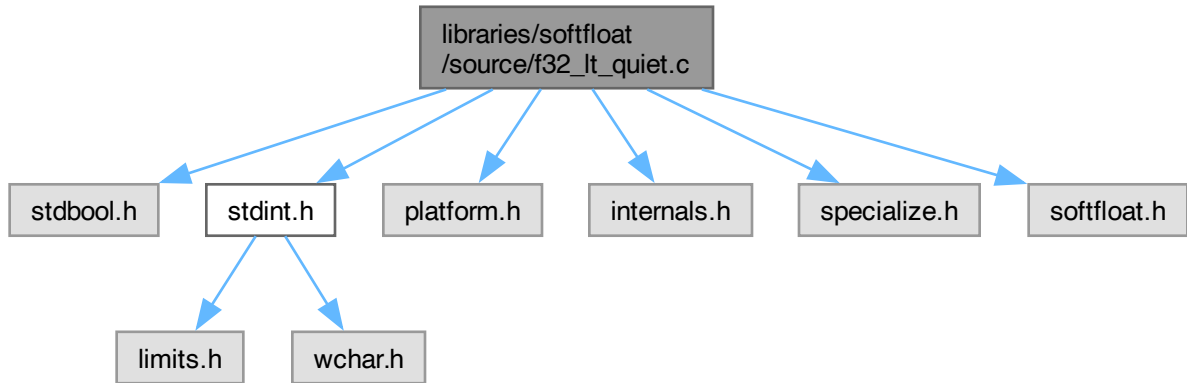 libraries/softfloat
/source/f32_lt_quiet.c
stdbool.h
stdint.h
platform.h
internals.h
specialize.h
softfloat.h
limits.h
wchar.h